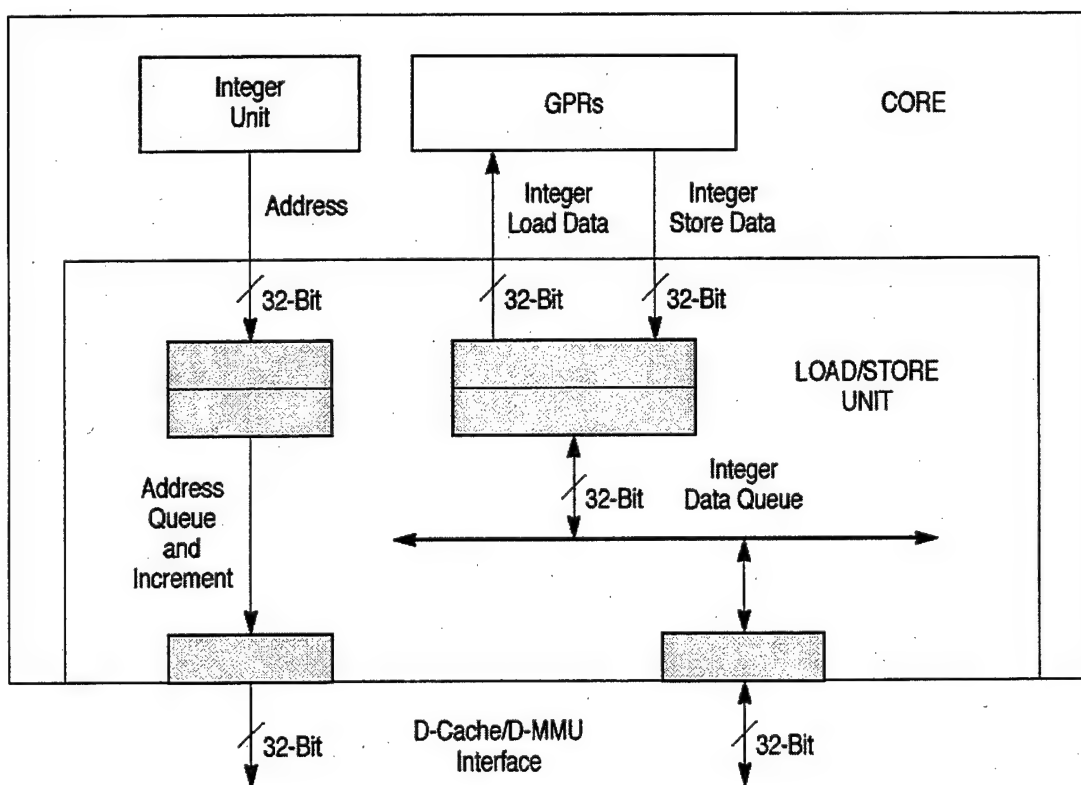 Integer
Unit
GPRs
CORE
Address
Integer
Load Data
Integer
Store Data
32-Bit
32-Bit
32-Bit
LOAD/STORE
UNIT
Address
Queue
and
Increment
32-Bit
Integer
Data Queue
32-Bit
D-Cache/D-MMU
Interface
32-Bit